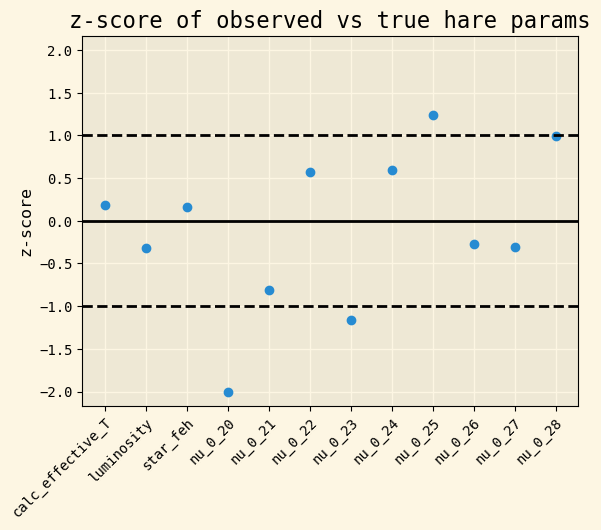 z-score of observed vs true hare params
z-score
2.0
1.5
1.0
0.5
0.0
−0.5
−1.0
−1.5
−2.0
calc_effective_T
luminosity
star_feh
nu_0_20
nu_0_21
nu_0_22
nu_0_23
nu_0_24
nu_0_25
nu_0_26
nu_0_27
nu_0_28